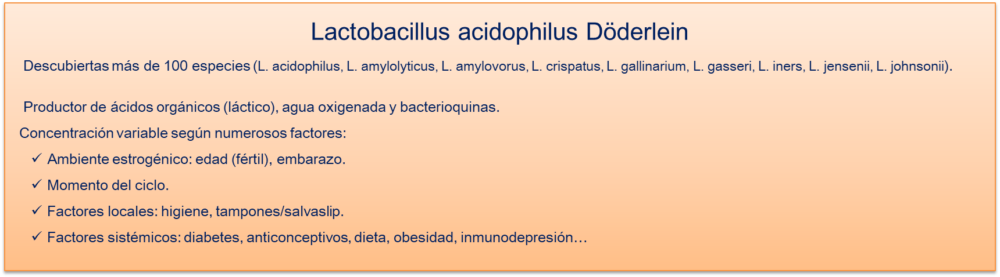 Lactobacillus acidophilus Döderlein
Descubiertas más de 100 especies (L. acidophilus, L. amylolyticus, L. amylovorus, L. crispatus, L. gallinarium, L. gasseri, L. iners, L. jensenii, L. johnsonii).
Productor de ácidos orgánicos (láctico), agua oxigenada y bacterioquinas.
Concentración variable según numerosos factores:
✓ Ambiente estrogénico: edad (fértil), embarazo.
✓ Momento del ciclo.
✓ Factores locales: higiene, tampones/salvaslip.
✓ Factores sistémicos: diabetes, anticonceptivos, dieta, obesidad, inmunodepresión…